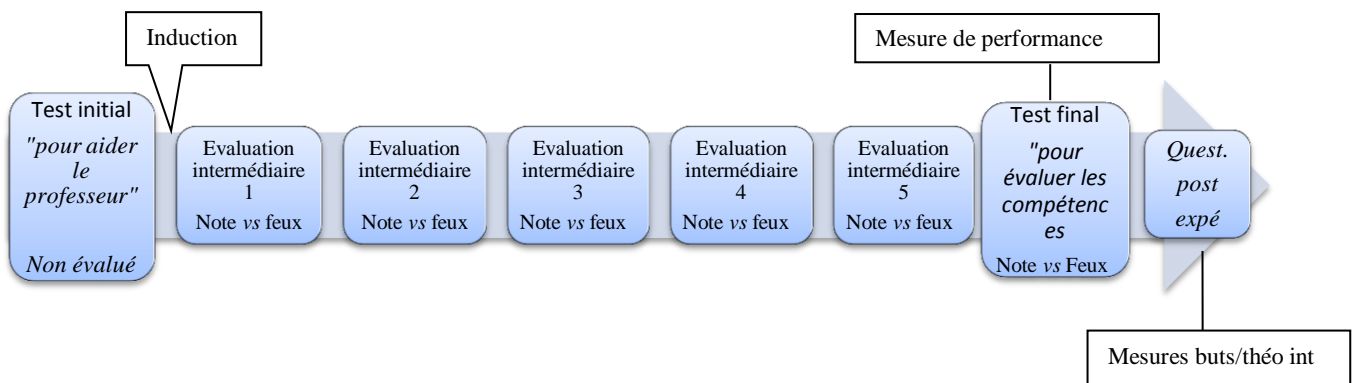 Induction
Mesure de performance
Test initial
"pour aider
le
professeur"
Non évalué
Evaluation
intermédiaire
1
Note vs feux
Evaluation
intermédiaire
2
Note vs feux
Evaluation
intermédiaire
3
Note vs feux
Evaluation
intermédiaire
4
Note vs feux
Evaluation
intermédiaire
5
Note vs feux
Test final
"pour
évaluer les
compétenc
es
Note vs Feux
Quest.
post
expé
Mesures buts/théo int